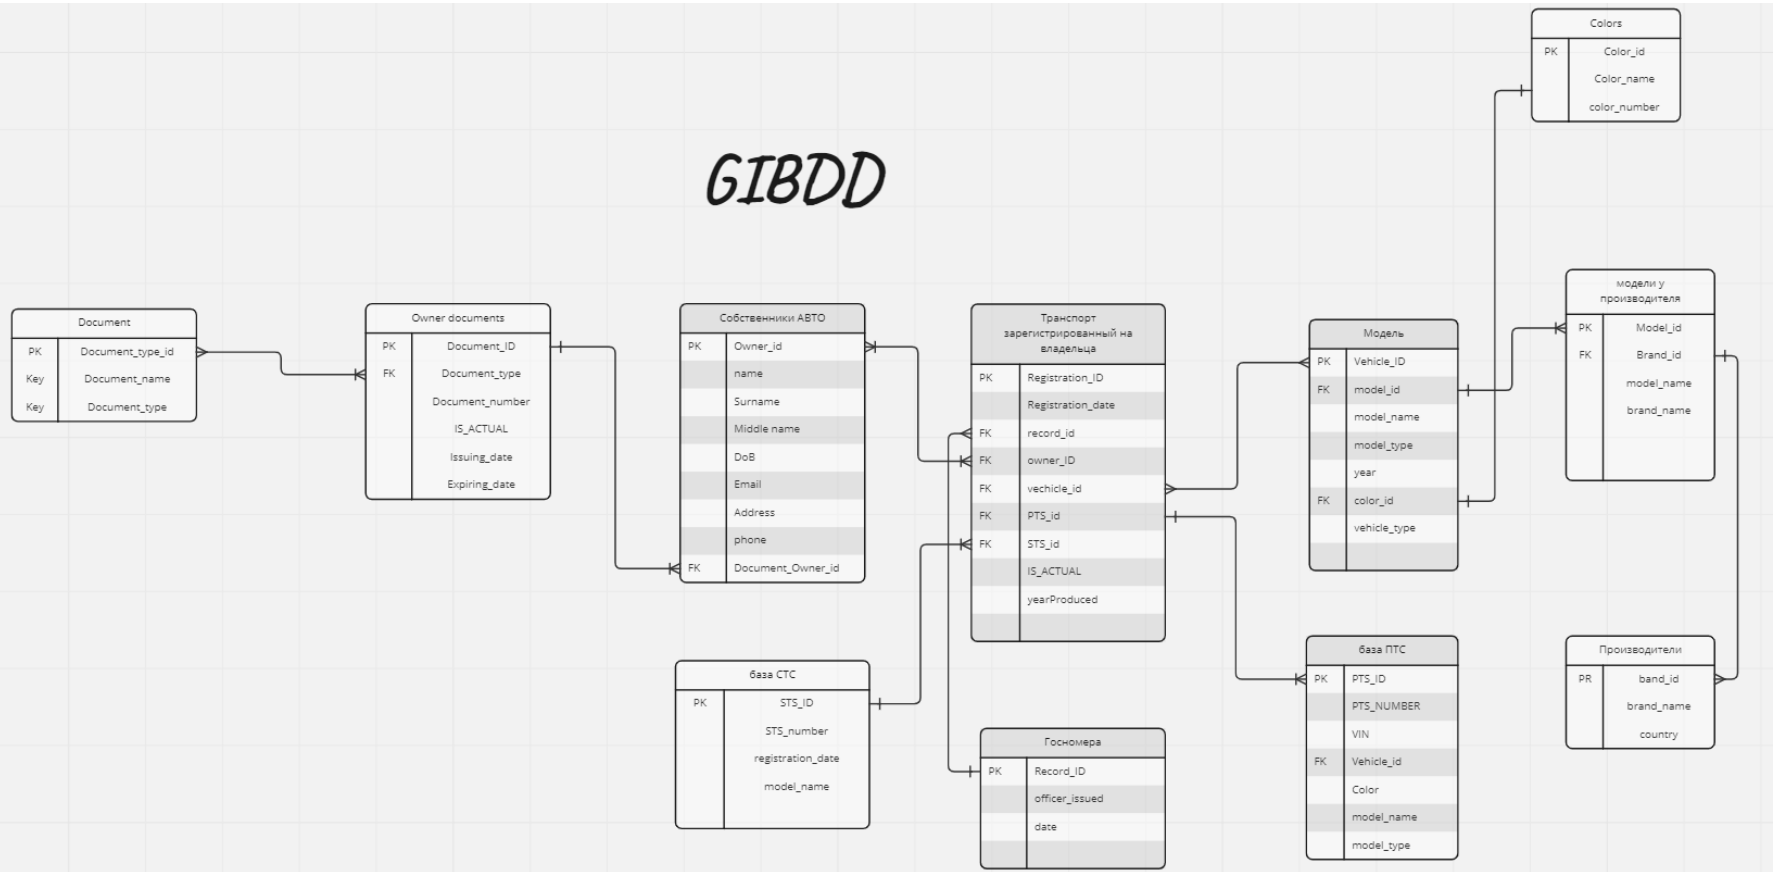 GIBDD
Colors
PK Color_id
Color_name
color_number
Document
PK Document_type_id
Key Document_name
Key Document_type
Owner documents
PK Document_ID
FK Document_type
Document_number
IS_ACTUAL
Issuing_date
Expiring_date
Собственники АВТО
PK Owner_id
name
Surname
Middle name
DoB
Email
Address
phone
FK Document_Owner_id
Транспорт
зарегистрированный на
владельца
PK Registration_ID
Registration_date
FK record_id
FK owner_ID
FK vechicle_id
FK PTS_id
FK STS_id
IS_ACTUAL
yearProduced
Модель
PK Vehicle_ID
FK model_id
model_name
model_type
year
FK color_id
vehicle_type
модели у
производителя
PK Model_id
FK Brand_id
model_name
brand_name
база СТС
PK STS_ID
STS_number
registration_date
model_name
Госномера
PK Record_ID
officer_issued
date
база ПТС
PK PTS_ID
PTS_NUMBER
VIN
FK Vehicle_id
Color
model_name
model_type
Производители
PR band_id
brand_name
country